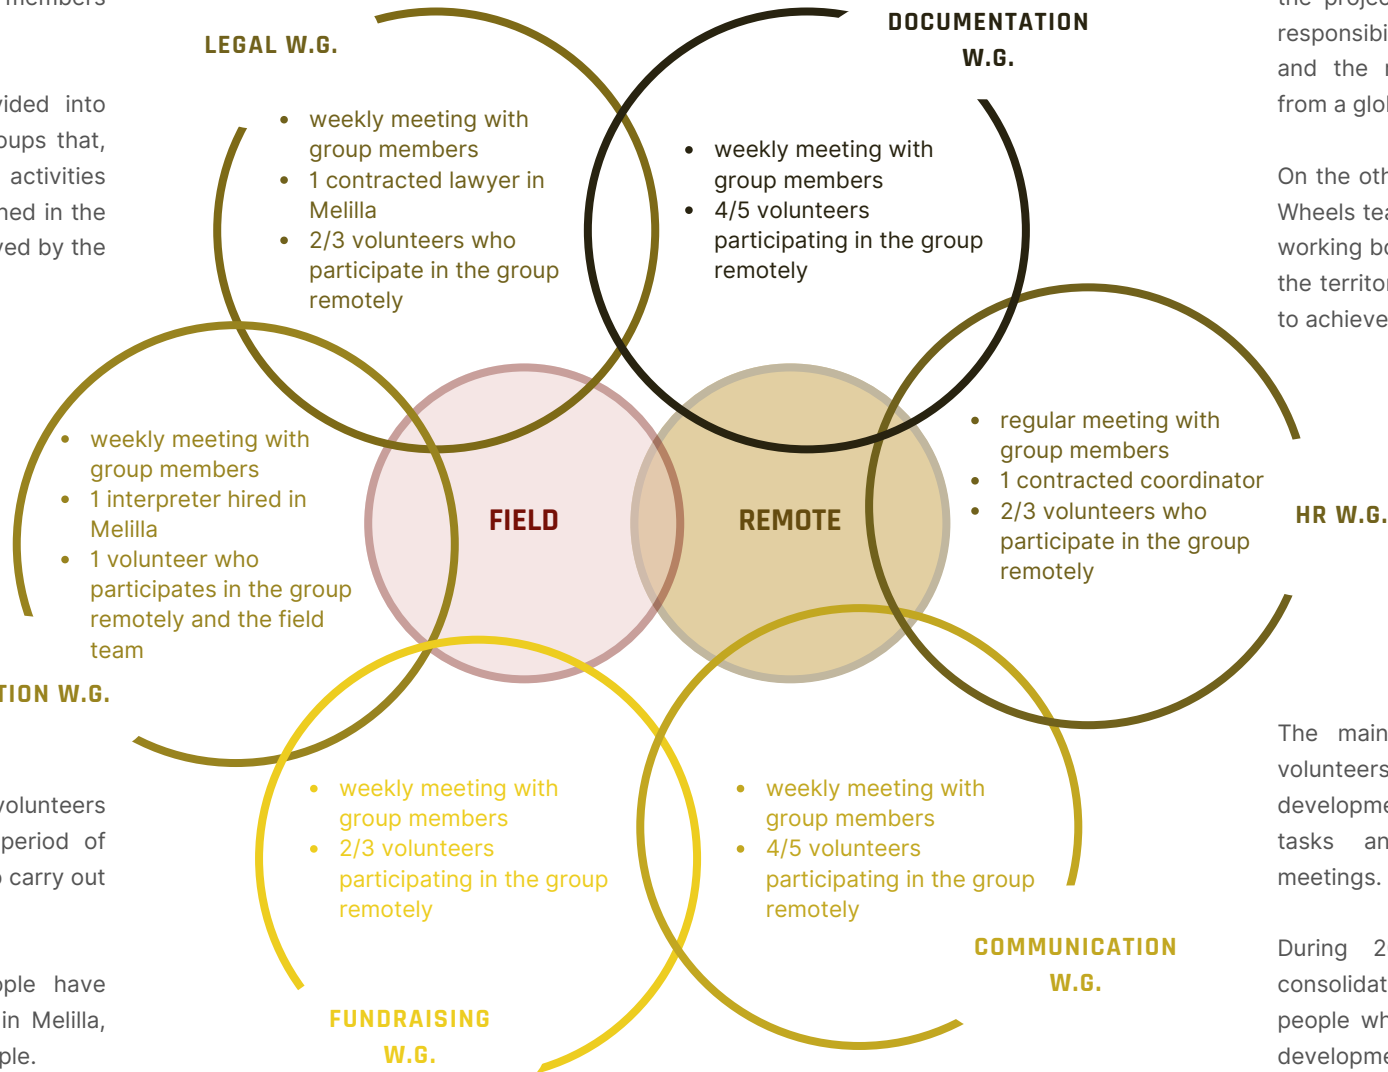 members
vided into
oups that,
activities
ned in the
ved by the
LEGAL W.G.
weekly meeting with
group members
1 contracted lawyer in
Melilla
2/3 volunteers who
participate in the group
remotely
DOCUMENTATION
W.G.
weekly meeting with
group members
4/5 volunteers
participating in the group
remotely
the projec
responsibi
and the r
from a glo
On the oth
Wheels tea
working bo
the territor
to achieve
weekly meeting with
group members
1 interpreter hired in
Melilla
1 volunteer who
participates in the group
remotely and the field
team
TION W.G.
FIELD
REMOTE
regular meeting with
group members
1 contracted coordinator
2/3 volunteers who
participate in the group
remotely
HR W.G.
volunteers
period of
carry out
ople have
in Melilla,
ple.
weekly meeting with
group members
2/3 volunteers
participating in the group
remotely
FUNDRAISING
W.G.
weekly meeting with
group members
4/5 volunteers
participating in the group
remotely
COMMUNICATION
W.G.
The main
volunteers
developme
tasks an
meetings.
During 2
consolidat
people wh
developme